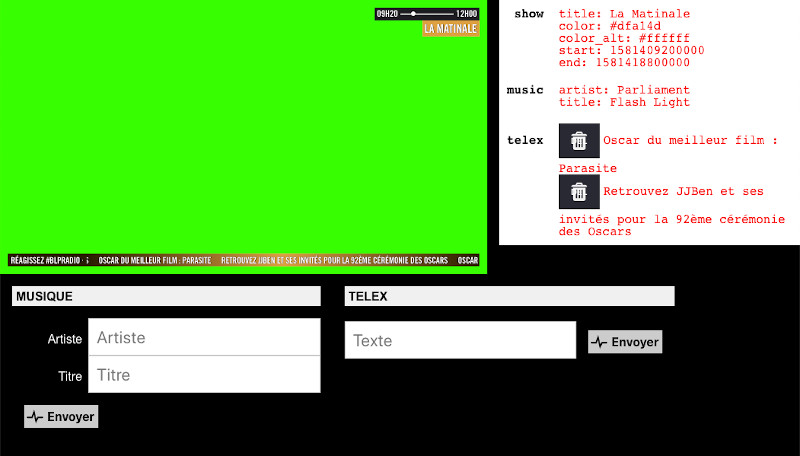 09H20 12H00
LA MATINALE
RÉAGISSEZ #BLPRADIO · OSCAR DU MEILLEUR FILM : PARASITE RETROUVEZ JJBEN ET SES INVITÉS POUR LA 92ÈME CÉRÉMONIE DES OSCARS OSCAR
show title: La Matinale
color: #dfa14d
color_alt: #ffffff
start: 1581409200000
end: 1581418800000
music artist: Parliament
title: Flash Light
telex Oscar du meilleur film :
Parasite
Retrouvez JJBen et ses
invités pour la 92ème cérémonie
des Oscars
MUSIQUE
Artiste Artiste
Titre Titre
Envoyer
TELEX
Texte Envoyer